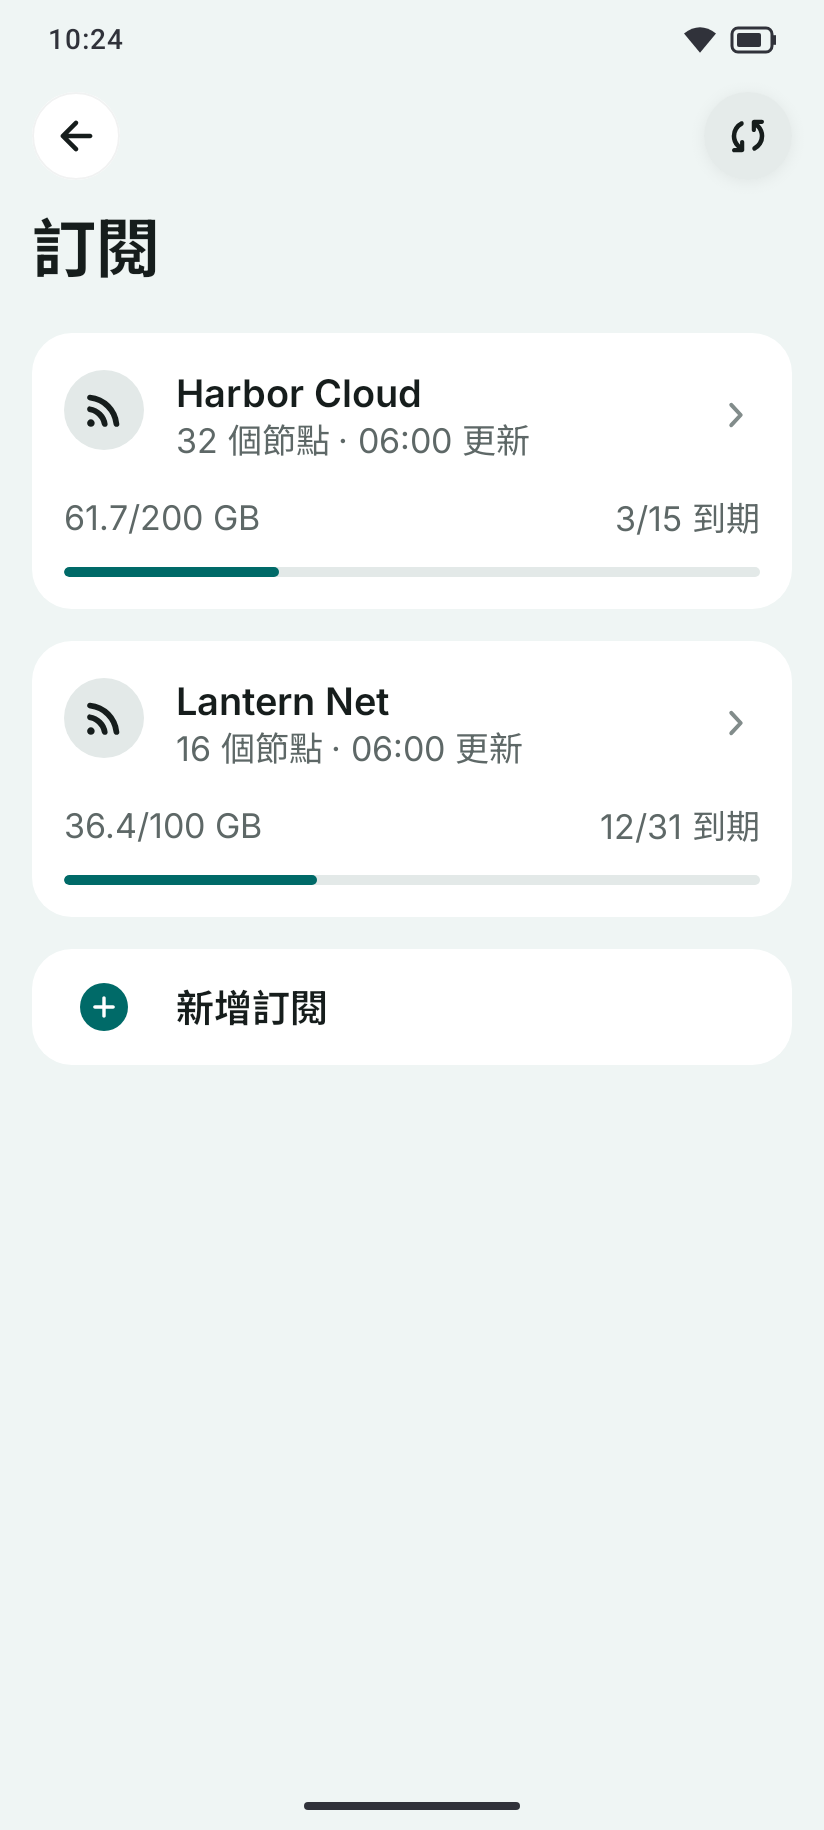 10:24
訂閱
Harbor Cloud
32 個節點 · 06:00 更新
61.7/200 GB
3/15 到期
Lantern Net
16 個節點 · 06:00 更新
36.4/100 GB
12/31 到期
新增訂閱